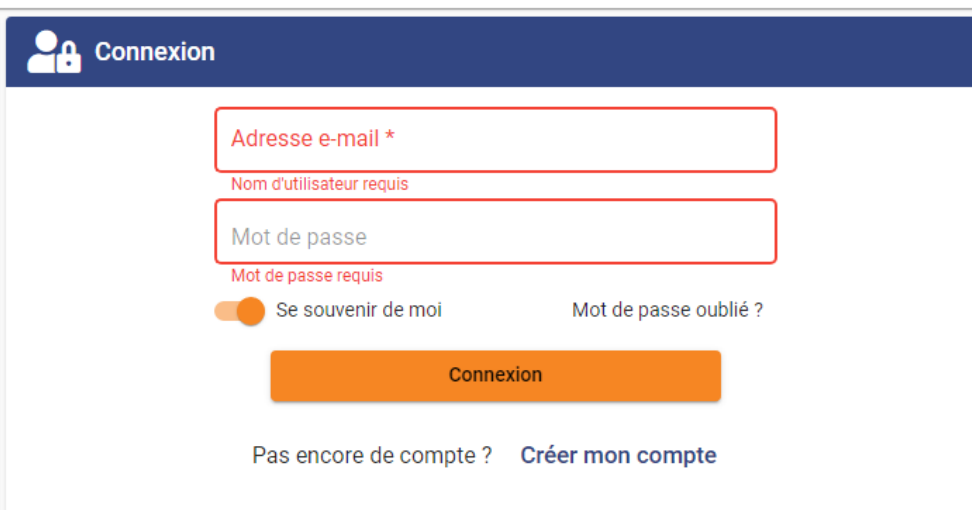 Connexion
Adresse e-mail *
Nom d'utilisateur requis
Mot de passe
Mot de passe requis
Se souvenir de moi Mot de passe oublié ?
Connexion
Pas encore de compte ? Créer mon compte